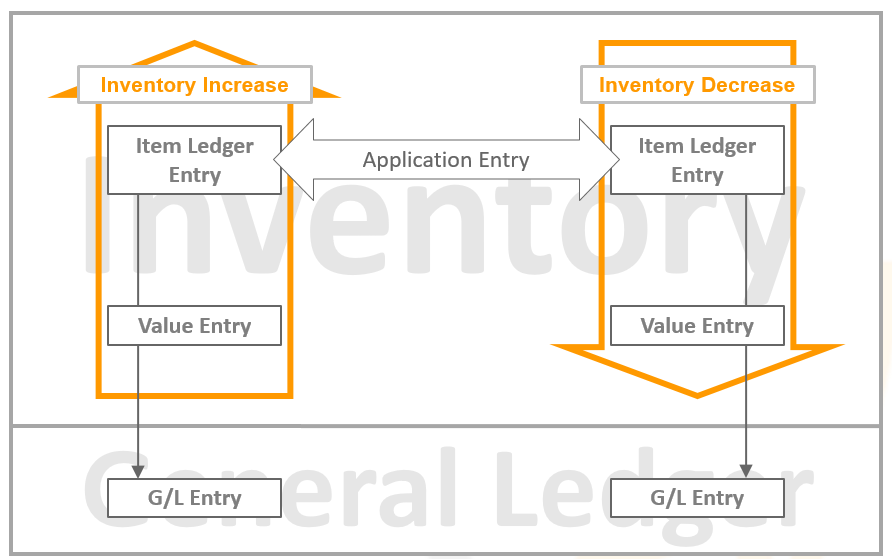 Inventory Increase
Inventory Decrease
Item Ledger
Entry
Application Entry
Item Ledger
Entry
Inventory
Value Entry
Value Entry
General Ledger
G/L Entry
G/L Entry